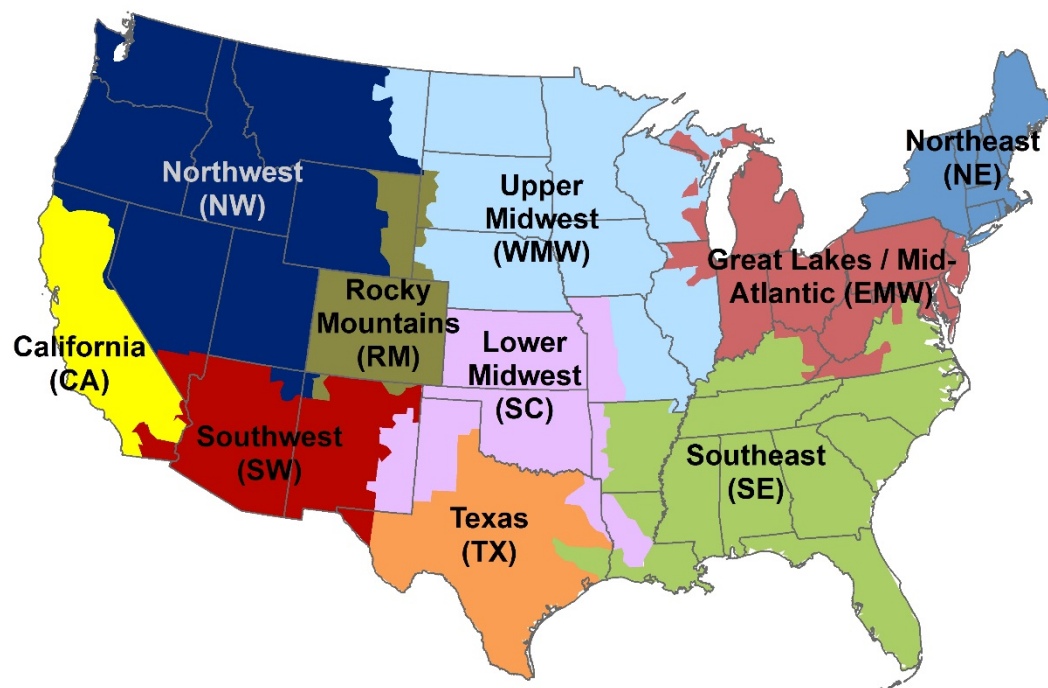 Northwest
(NW)
Upper
Midwest
(WMW)
Northeast
(NE)
Great Lakes / Mid-
Atlantic (EMW)
Rocky
Mountains
(RM)
California
(CA)
Lower
Midwest
(SC)
Southwest
(SW)
Southeast
(SE)
Texas
(TX)